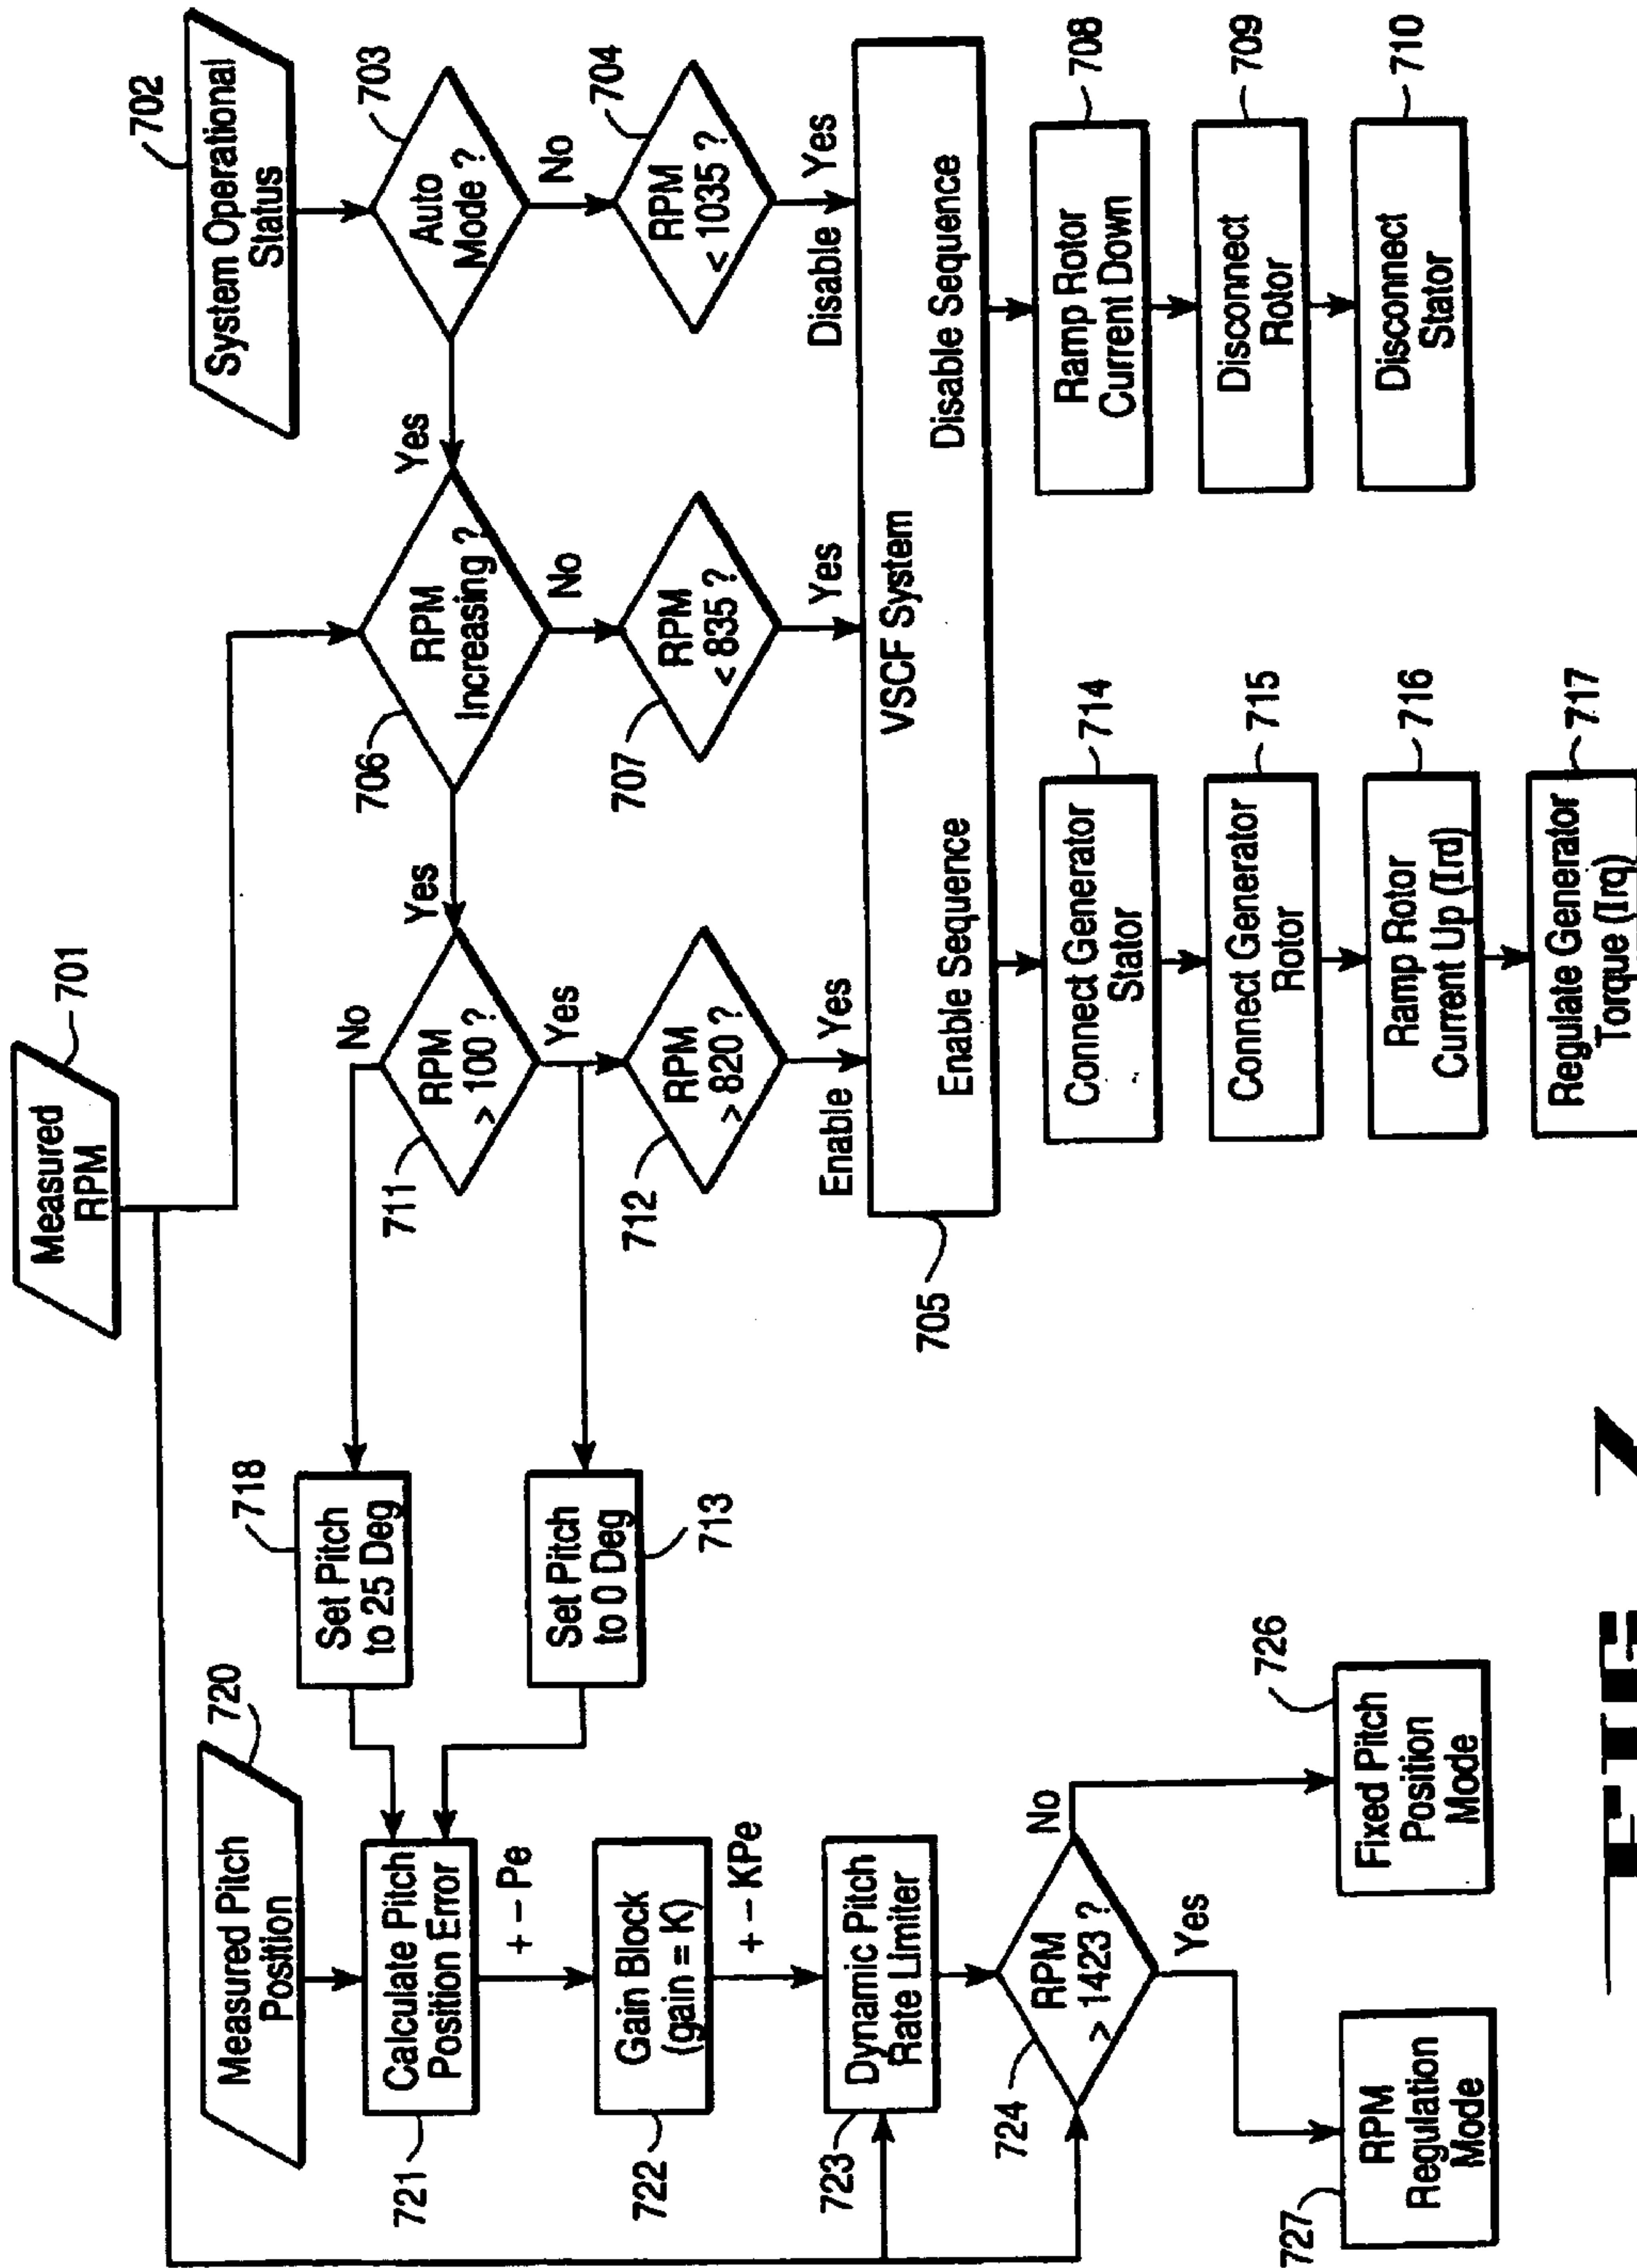 Measured
RPM
701
System Operational
Status
702
Auto
Mode ?
703
No
Yes
RPM
< 1035 ?
704
Disable
Yes
RPM
Increasing ?
706
No
Yes
RPM
< 835 ?
707
Yes
RPM
> 100 ?
711
No
Yes
RPM
> 820 ?
712
Enable
Yes
VSCF System
Enable Sequence
Disable Sequence
705
Ramp Rotor
Current Down
708
Disconnect
Rotor
709
Disconnect
Stator
710
Connect Generator
Stator
714
Connect Generator
Rotor
715
Ramp Rotor
Current Up (Ird)
716
Regulate Generator
Torque (Irq)
717
Set Pitch
to 25 Deg
718
Set Pitch
to 0 Deg
713
Measured Pitch
Position
720
Calculate Pitch
Position Error
721
+ – Pe
Gain Block
(gain = K)
722
+ – KPe
Dynamic Pitch
Rate Limiter
723
RPM
> 1423 ?
724
No
Yes
Fixed Pitch
Position
Mode
726
RPM
Regulation
Mode
727